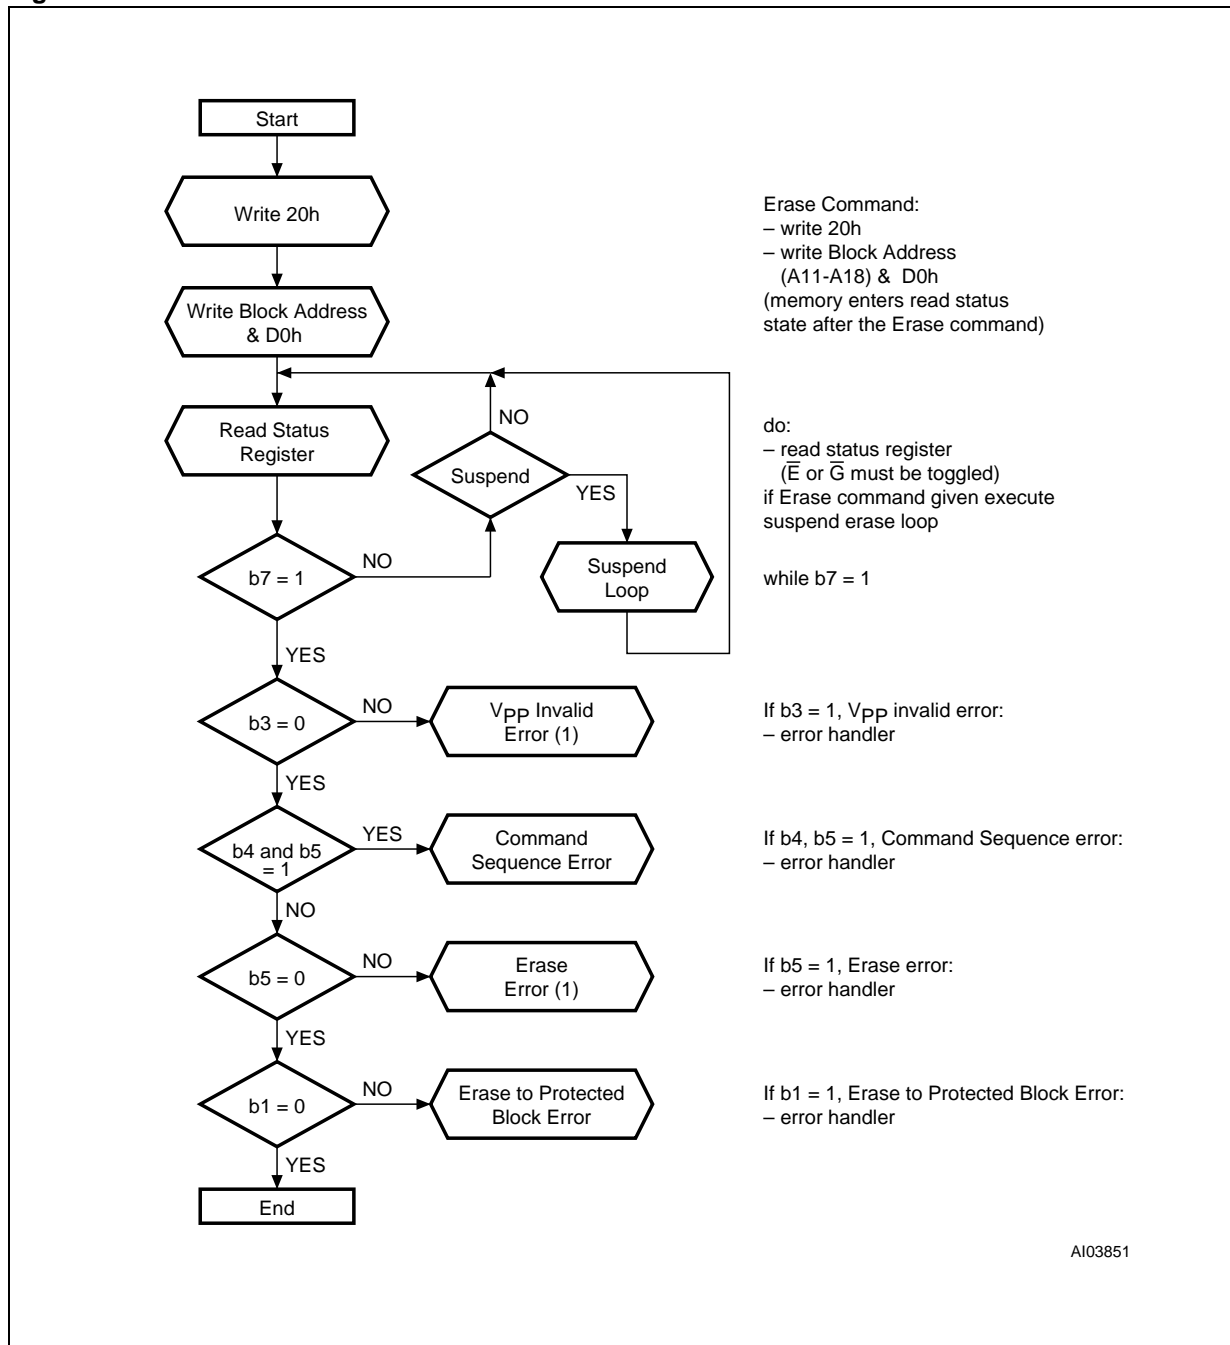 Start
Write 20h
Erase Command:
– write 20h
– write Block Address
(A11-A18) & D0h
(memory enters read status
state after the Erase command)
Write Block Address
& D0h
NO
Read Status
Register
Suspend
YES
do:
– read status register
(E̅ or G̅ must be toggled)
if Erase command given execute
suspend erase loop
NO
b7 = 1
Suspend
Loop
while b7 = 1
YES
b3 = 0
NO
VPP Invalid
Error (1)
If b3 = 1, VPP invalid error:
– error handler
YES
b4 and b5
= 1
YES
Command
Sequence Error
If b4, b5 = 1, Command Sequence error:
– error handler
NO
b5 = 0
NO
Erase
Error (1)
If b5 = 1, Erase error:
– error handler
YES
b1 = 0
NO
Erase to Protected
Block Error
If b1 = 1, Erase to Protected Block Error:
– error handler
YES
End
AI03851